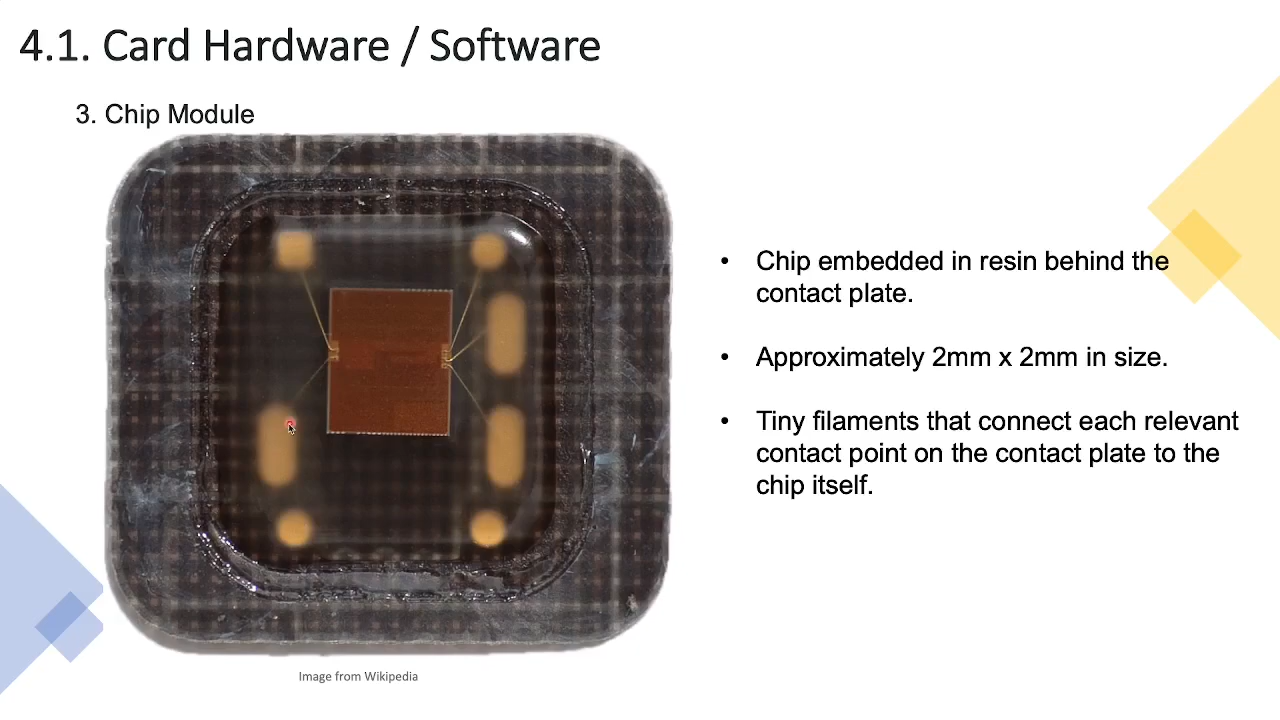 4.1. Card Hardware / Software
3. Chip Module
• Chip embedded in resin behind the
contact plate.
• Approximately 2mm x 2mm in size.
• Tiny filaments that connect each relevant
contact point on the contact plate to the
chip itself.
Image from Wikipedia